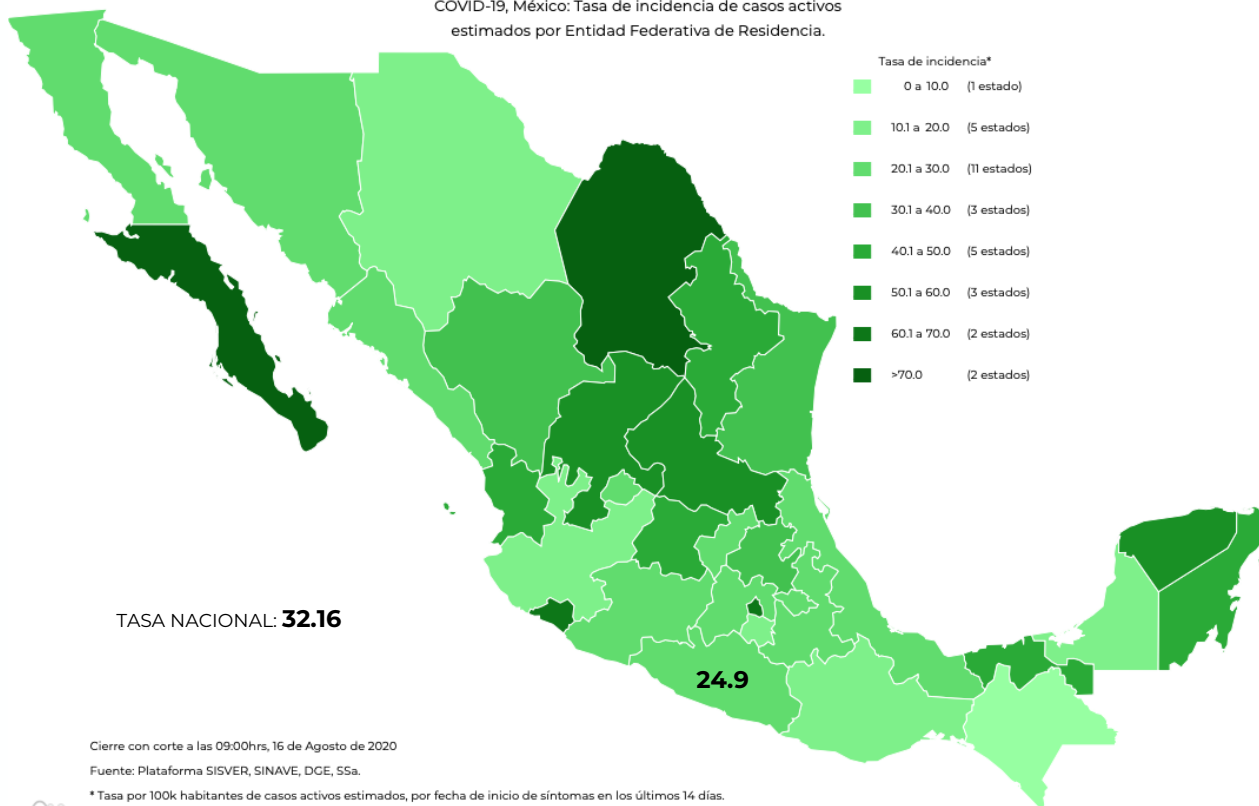 COVID-19, México: Tasa de incidencia de casos activos
estimados por Entidad Federativa de Residencia.
Tasa de incidencia*
0 a 10.0 (1 estado)
10.1 a 20.0 (5 estados)
20.1 a 30.0 (11 estados)
30.1 a 40.0 (3 estados)
40.1 a 50.0 (5 estados)
50.1 a 60.0 (3 estados)
60.1 a 70.0 (2 estados)
>70.0 (2 estados)
TASA NACIONAL: 32.16
24.9
Cierre con corte a las 09:00hrs, 16 de Agosto de 2020
Fuente: Plataforma SISVER, SINAVE, DGE, SSa.
* Tasa por 100k habitantes de casos activos estimados, por fecha de inicio de síntomas en los últimos 14 días.